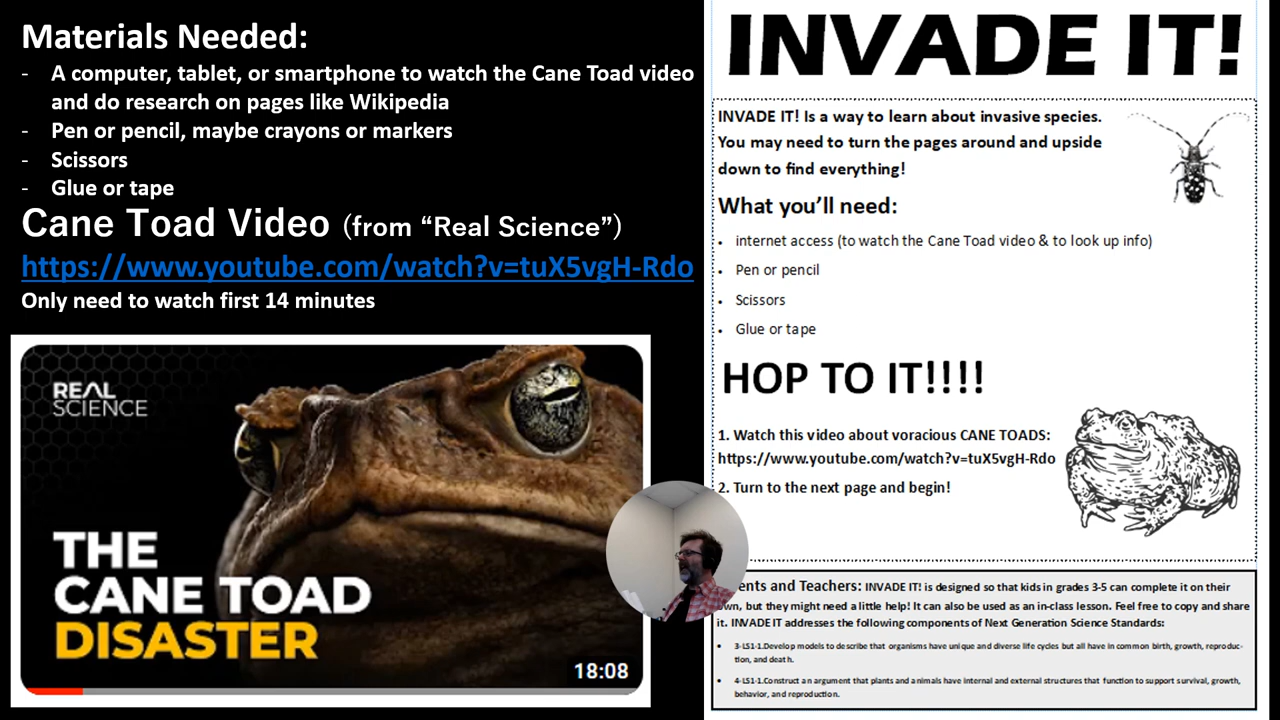 Materials Needed:
- A computer, tablet, or smartphone to watch the Cane Toad video
and do research on pages like Wikipedia
- Pen or pencil, maybe crayons or markers
- Scissors
- Glue or tape
Cane Toad Video (from “Real Science”)
https://www.youtube.com/watch?v=tuX5vgH-Rdo
Only need to watch first 14 minutes
REAL
SCIENCE
THE
CANE TOAD
DISASTER
18:08
INVADE IT!
INVADE IT! Is a way to learn about invasive species.
You may need to turn the pages around and upside
down to find everything!
What you’ll need:
• internet access (to watch the Cane Toad video & to look up info)
• Pen or pencil
• Scissors
• Glue or tape
HOP TO IT!!!!
1. Watch this video about voracious CANE TOADS:
https://www.youtube.com/watch?v=tuX5vgH-Rdo
2. Turn to the next page and begin!
ents and Teachers: INVADE IT! is designed so that kids in grades 3-5 can complete it on their
wn, but they might need a little help! It can also be used as an in-class lesson. Feel free to copy and share
it. INVADE IT addresses the following components of Next Generation Science Standards:
• 3-LS1-1.Develop models to describe that organisms have unique and diverse life cycles but all have in common birth, growth, reproduc-
tion, and death.
• 4-LS1-1.Construct an argument that plants and animals have internal and external structures that function to support survival, growth,
behavior, and reproduction.